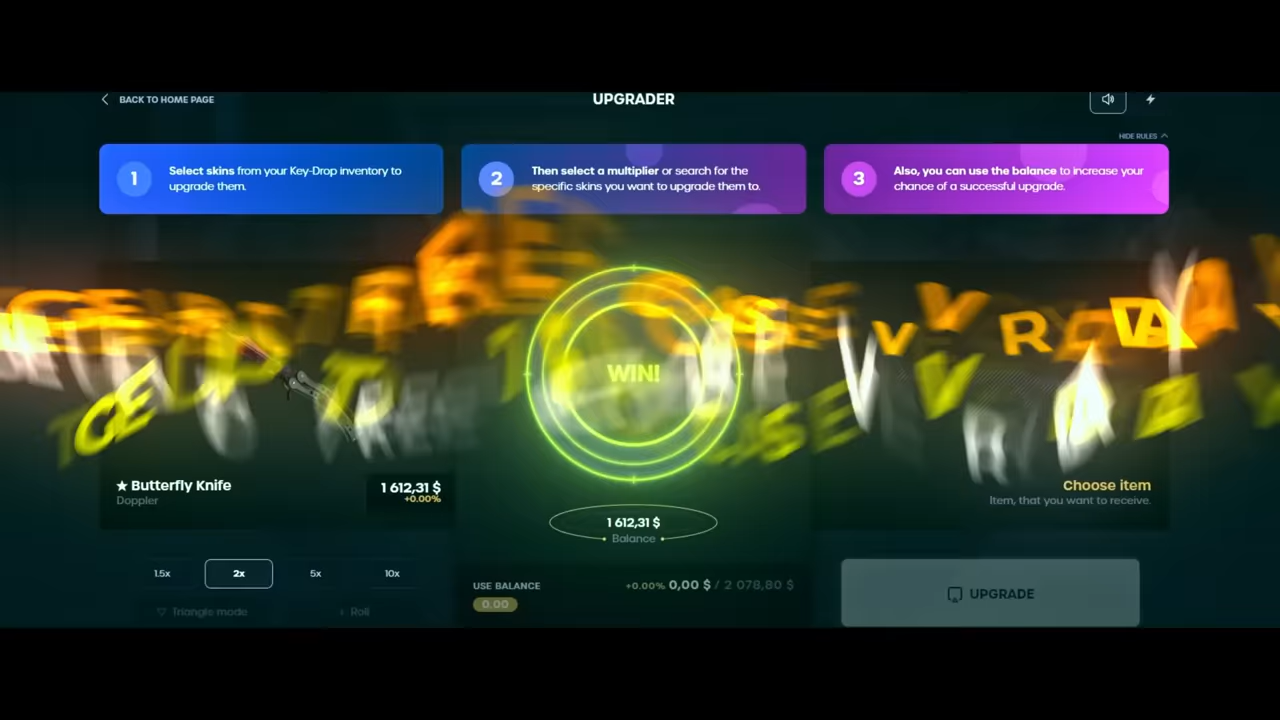 BACK TO HOME PAGE
UPGRADER
HIDE RULES
1
Select skins from your Key-Drop inventory to
upgrade them.
2
Then select a multiplier or search for the
specific skins you want to upgrade them to.
3
Also, you can use the balance to increase your
chance of a successful upgrade.
WIN!
★ Butterfly Knife
Doppler
1 612,31 $
+0.00%
Choose item
Item, that you want to receive.
1 612,31 $
Balance
1.5x
2x
5x
10x
USE BALANCE
+0.00% 0,00 $ / 2 078,80 $
0.00
Triangle mode
Roll
UPGRADE